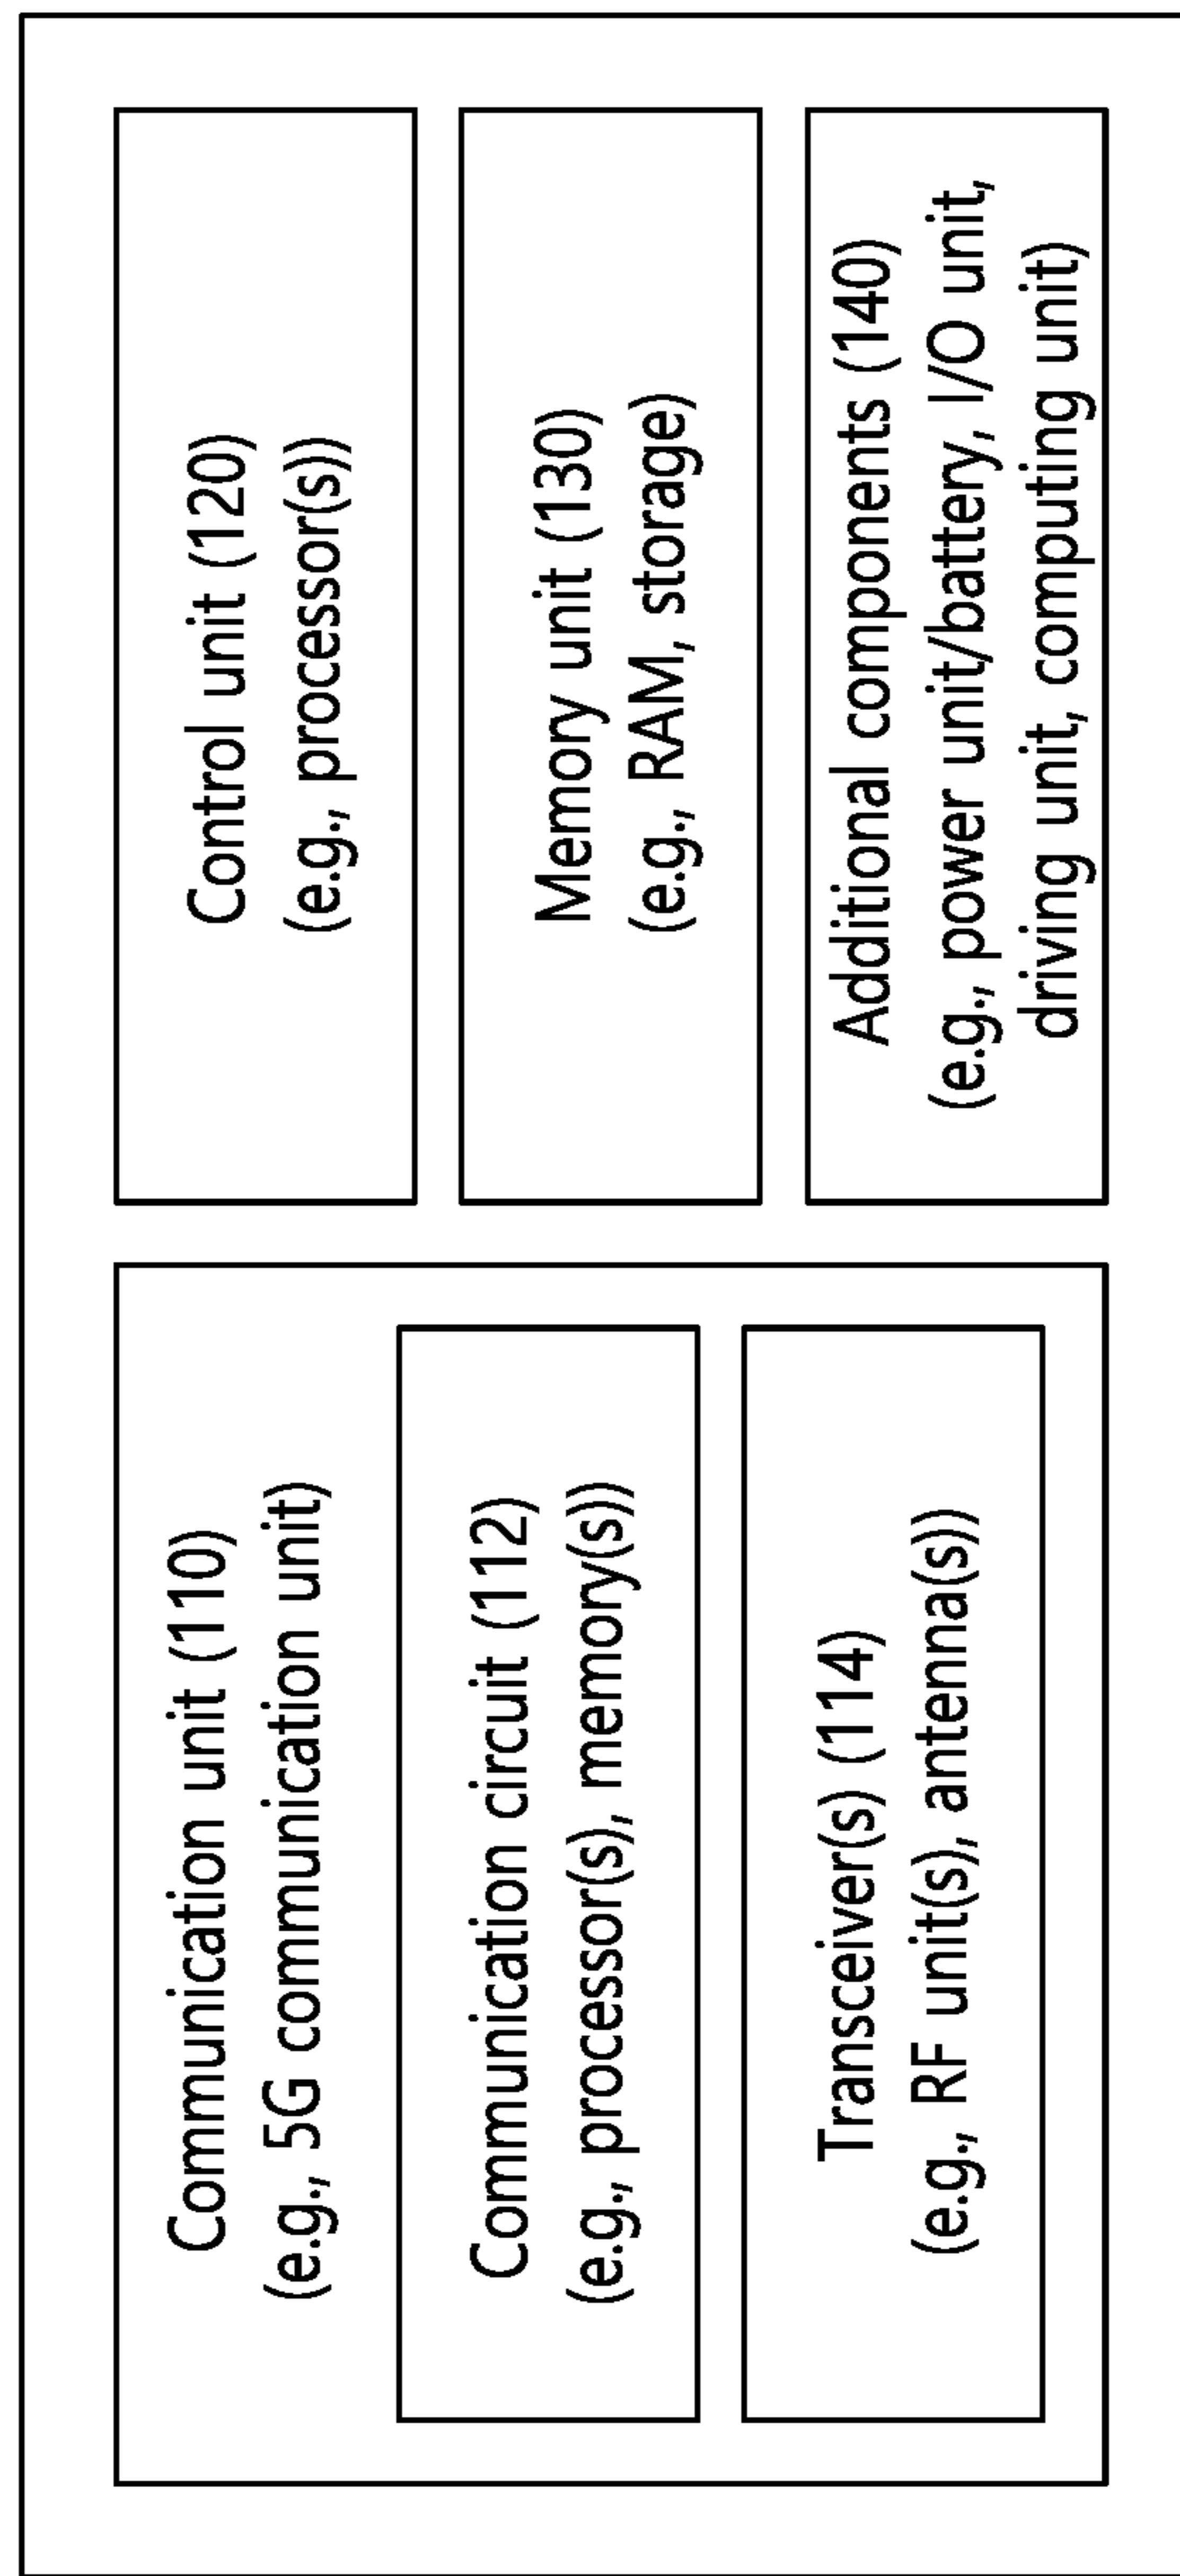 Communication unit (110)
(e.g., 5G communication unit)
Communication circuit (112)
(e.g., processor(s), memory(s))
Transceiver(s) (114)
(e.g., RF unit(s), antenna(s))
Control unit (120)
(e.g., processor(s))
Memory unit (130)
(e.g., RAM, storage)
Additional components (140)
(e.g., power unit/battery, I/O unit,
driving unit, computing unit)